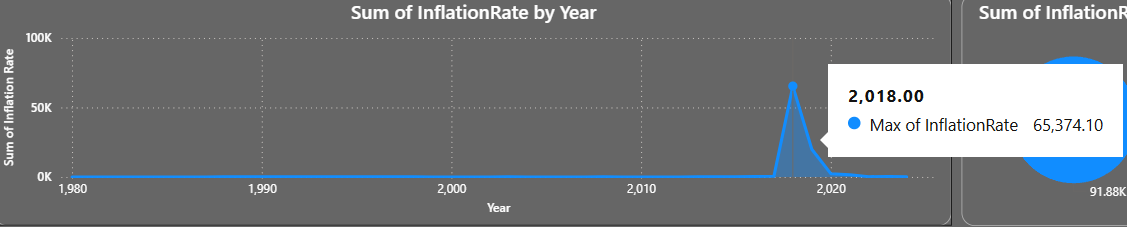 Sum of InflationRate by Year
Sum of InflationR
100K
50K
0K
Sum of Inflation Rate
1,980
1,990
2,000
2,010
2,020
Year
2,018.00
Max of InflationRate 65,374.10
91.88K